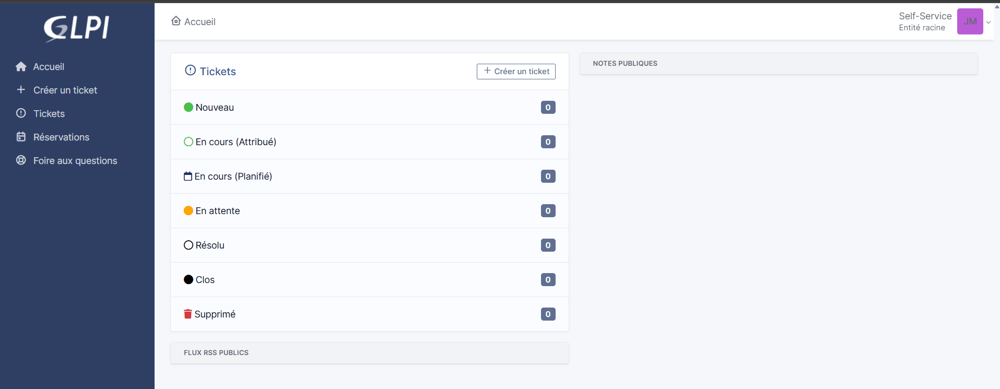 GLPI
Accueil
Créer un ticket
Tickets
Réservations
Foire aux questions
Accueil
Self-Service
Entité racine
JM
Tickets
Créer un ticket
Nouveau 0
En cours (Attribué) 0
En cours (Planifié) 0
En attente 0
Résolu 0
Clos 0
Supprimé 0
FLUX RSS PUBLICS
NOTES PUBLIQUES